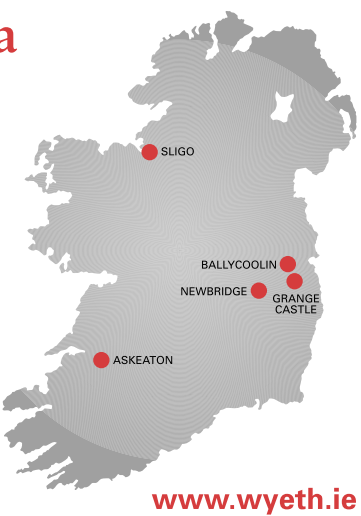 a
SLIGO
BALLYCOOLIN
NEWBRIDGE
GRANGE
CASTLE
ASKEATON
www.wyeth.ie